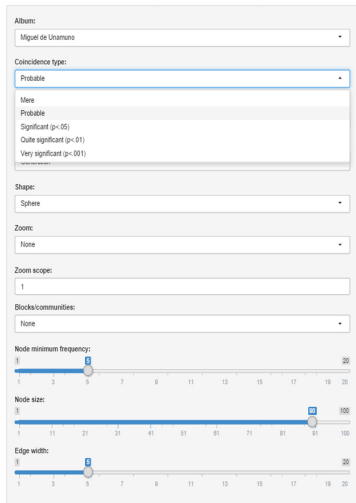 Album:
Miguel de Unamuno
Coincidence type:
Probable
Mere
Probable
Significant (p<.05)
Quite significant (p<.01)
Very significant (p<.001)
Shape:
Sphere
Zoom:
None
Zoom scope:
1
Blocks/communities:
None
Node minimum frequency:
1 5 20
1 3 5 7 9 11 13 15 17 19 20
Node size:
1 90 100
1 11 21 31 41 51 61 71 81 91 100
Edge width:
1 5 20
1 3 5 7 9 11 13 15 17 19 20